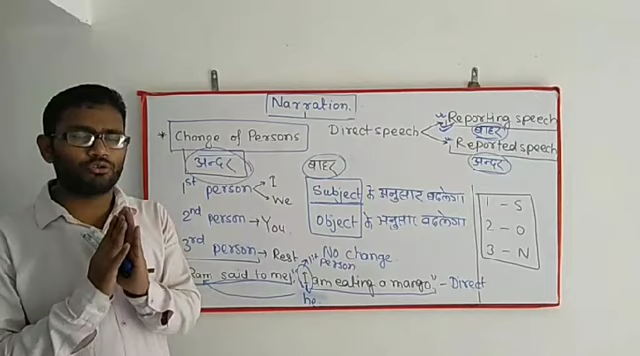 Narration.
* Change of Persons
Direct speech
Reporting speech
बाहर
Reported speech
अन्दर
अन्दर
बाहर
1st person
I
We
Subject के अनुसार बदलेगा
2nd person → You
Object के अनुसार बदलेगा
3rd person → Rest
No change
1st person
Ram said to me, "I am eating a mango" - Direct
he
1 - S
2 - O
3 - N